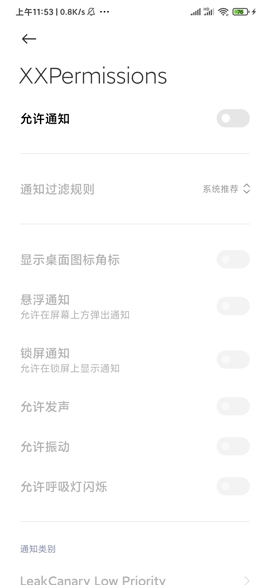 上午11:53 | 0.8K/s
XXPermissions
允许通知
通知过滤规则
系统推荐
显示桌面图标角标
悬浮通知
允许在屏幕上方弹出通知
锁屏通知
允许在锁屏上显示通知
允许发声
允许振动
允许呼吸灯闪烁
通知类别
LeakCanary Low Priority